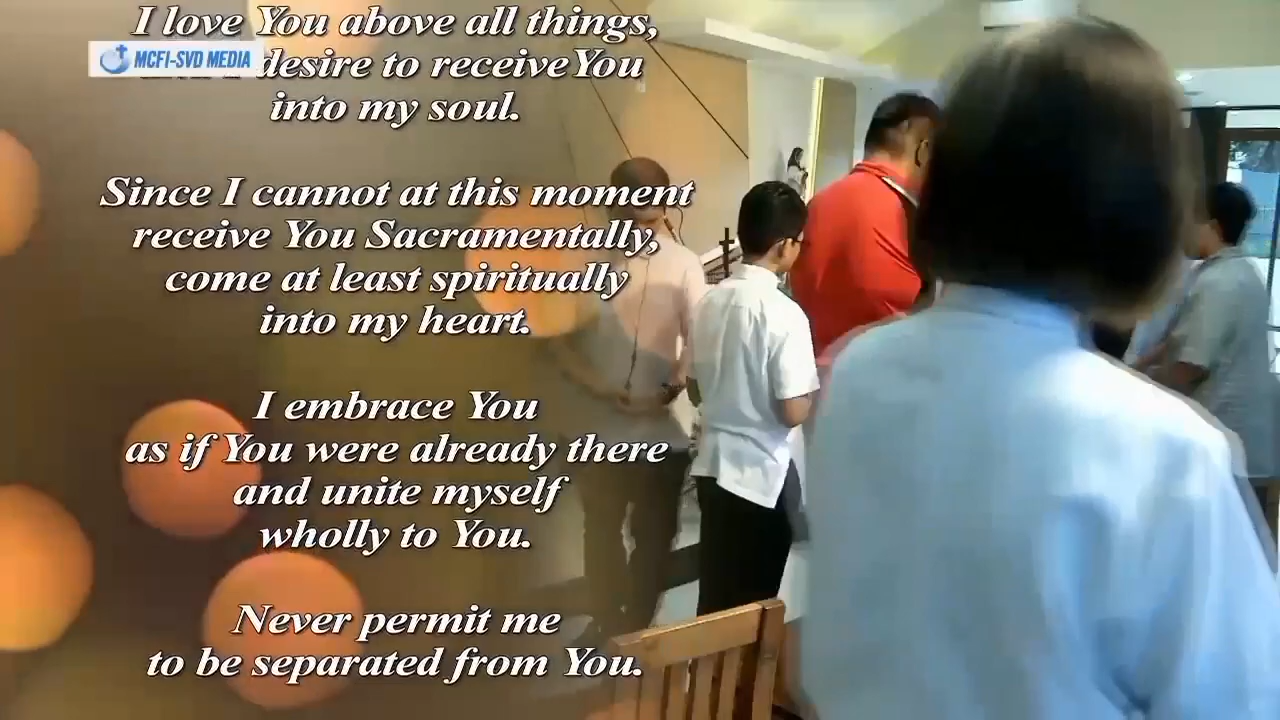 I love You above all things,
MCFI-SVD MEDIA
desire to receive You
into my soul.
Since I cannot at this moment
receive You Sacramentally,
come at least spiritually
into my heart.
I embrace You
as if You were already there
and unite myself
wholly to You.
Never permit me
to be separated from You.